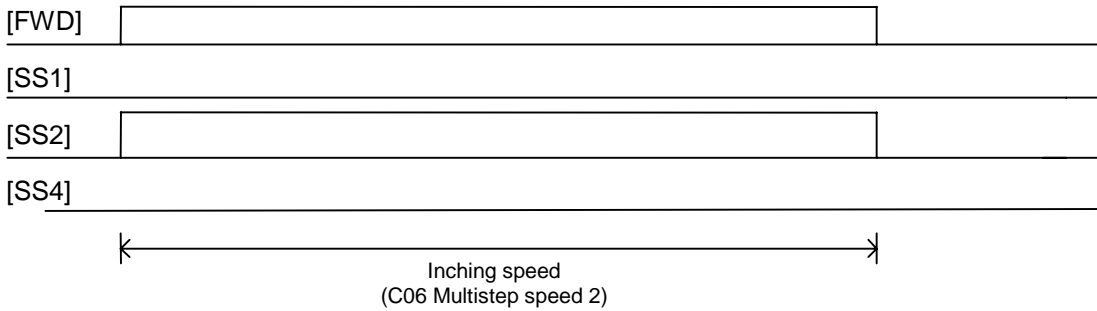 [FWD]
[SS1]
[SS2]
[SS4]
Inching speed
(C06 Multistep speed 2)